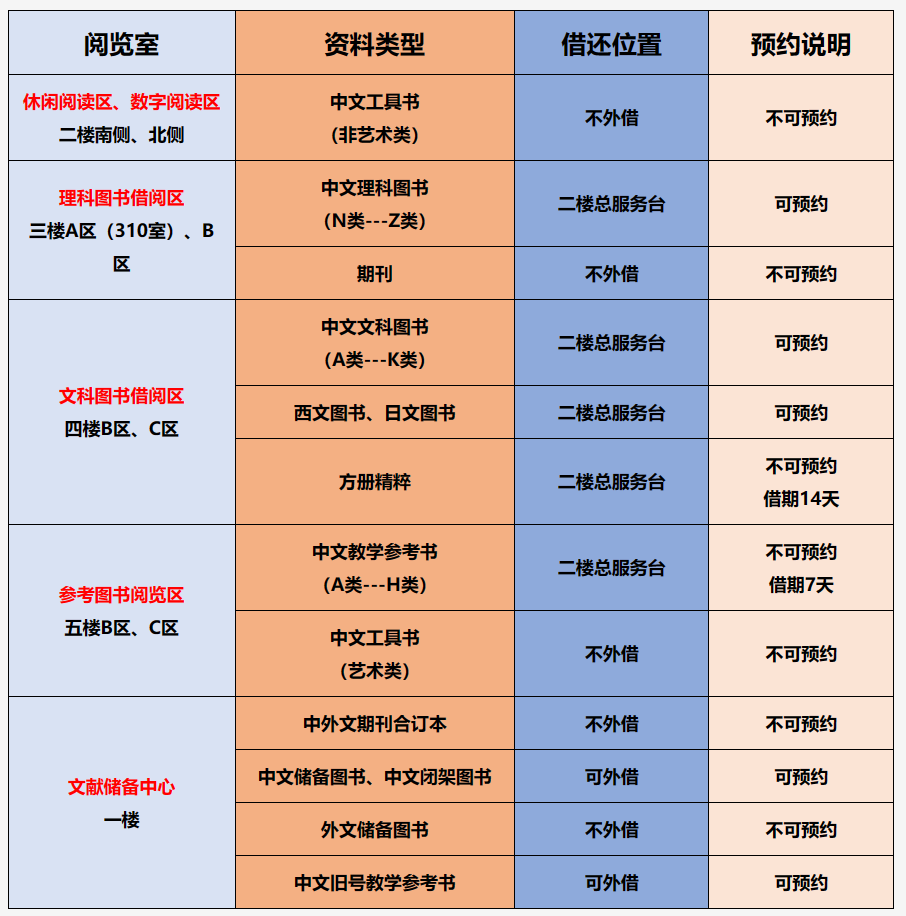 阅览室 资料类型 借还位置 预约说明
休闲阅读区、数字阅读区
二楼南侧、北侧
中文工具书
（非艺术类）
不外借
不可预约
理科图书借阅区
三楼A区（310室）、B
区
中文理科图书
（N类---Z类）
二楼总服务台
可预约
期刊
不外借
不可预约
文科图书借阅区
四楼B区、C区
中文文科图书
（A类---K类）
二楼总服务台
可预约
西文图书、日文图书
二楼总服务台
可预约
方册精粹
二楼总服务台
不可预约
借期14天
参考图书阅览区
五楼B区、C区
中文教学参考书
（A类---H类）
二楼总服务台
不可预约
借期7天
中文工具书
（艺术类）
不外借
不可预约
文献储备中心
一楼
中外文期刊合订本
不外借
不可预约
中文储备图书、中文闭架图书
可外借
可预约
外文储备图书
不外借
不可预约
中文旧号教学参考书
可外借
可预约